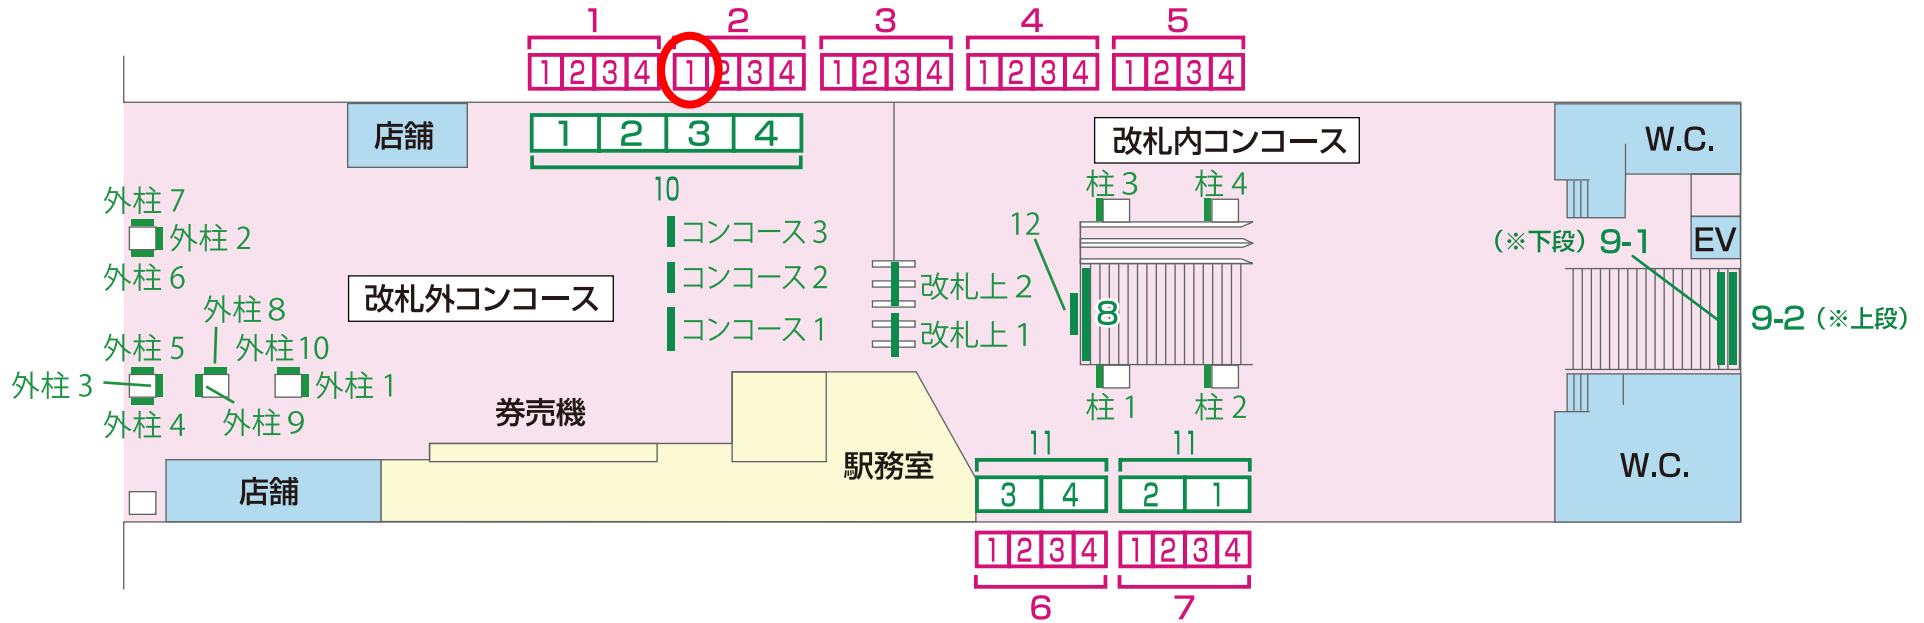 1 2 3 4 5
1 2 3 4 1 2 3 4 1 2 3 4 1 2 3 4 1 2 3 4
店舗
1 2 3 4
10
改札内コンコース
W.C.
外柱 7
外柱 2
外柱 6
コンコース 3
コンコース 2
コンコース 1
改札外コンコース
柱 3
柱 4
12
8
改札上 2
改札上 1
(※下段) 9-1
EV
9-2 (※上段)
外柱 8
外柱 5
外柱 10
外柱 3
外柱 1
外柱 4
外柱 9
券売機
柱 1
柱 2
駅務室
店舗
11 11
3 4 2 1
W.C.
1 2 3 4 1 2 3 4
6 7